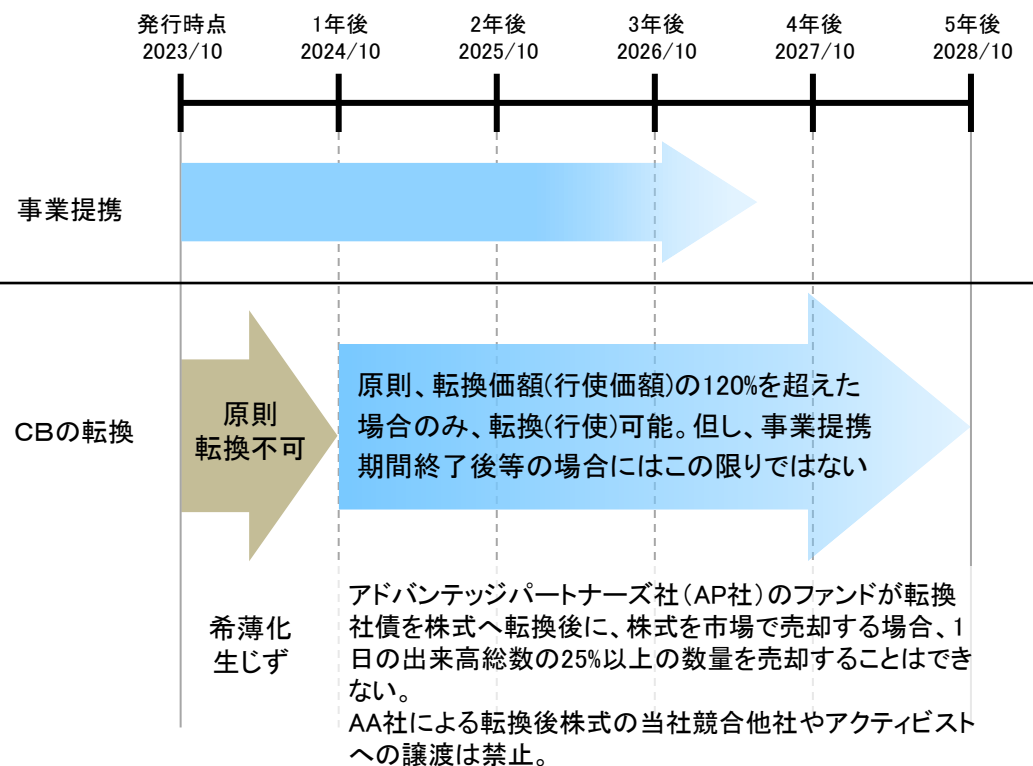 発行時点 1年後 2年後 3年後 4年後 5年後
2023/10 2024/10 2025/10 2026/10 2027/10 2028/10
事業提携
CBの転換
原則
転換不可
原則、転換価額(行使価額)の120%を超えた
場合のみ、転換(行使)可能。但し、事業提携
期間終了後等の場合にはこの限りではない
希薄化
生じず
アドバンテッジパートナーズ社(AP社)のファンドが転換
社債を株式へ転換後に、株式を市場で売却する場合、1
日の出来高総数の25%以上の数量を売却することはでき
ない。
AA社による転換後株式の当社競合他社やアクティビスト
への譲渡は禁止。